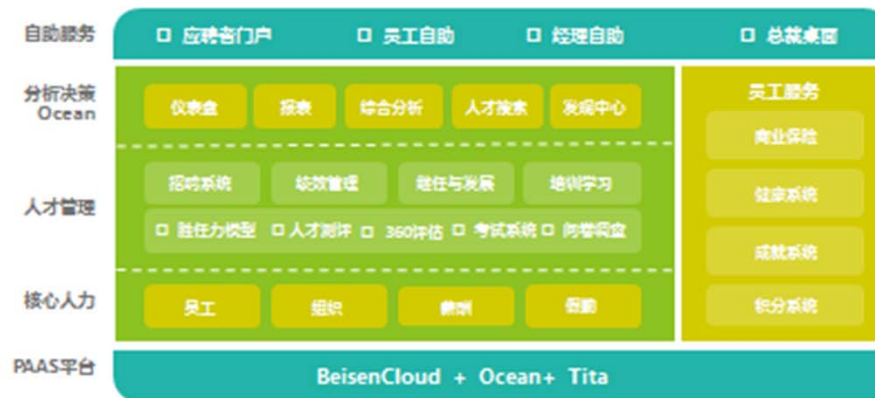 自助服务 □ 应聘者门户 □ 员工自助 □ 经理自助 □ 总裁桌面
分析决策
Ocean
仪表盘 报表 综合分析 人才搜索 发现中心
员工服务
商业保险
人才管理
招聘系统 绩效管理 继任与发展 培训学习
健康系统
□ 胜任力模型 □ 人才测评 □ 360评估 □ 考试系统 □ 问卷调查
成就系统
核心人力
员工 组织 薪酬 假勤
积分系统
PAAS平台
BeisenCloud + Ocean+ Tita